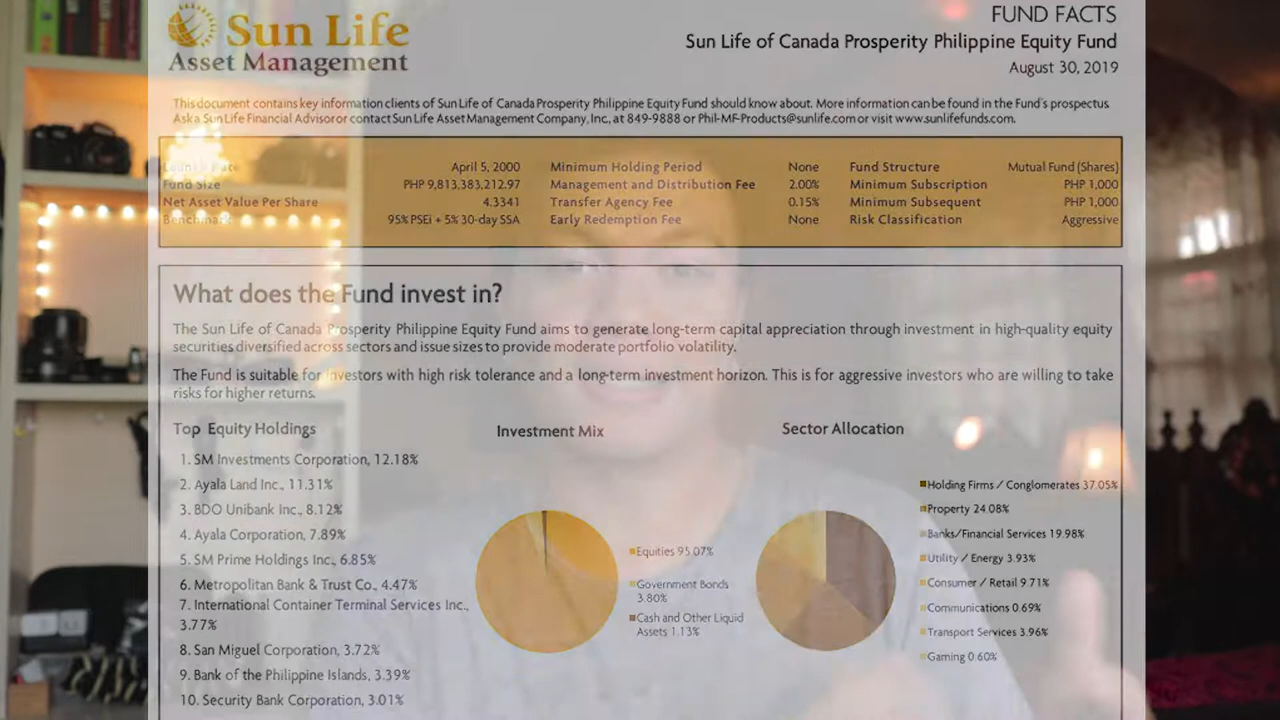 Sun Life
Asset Management
FUND FACTS
Sun Life of Canada Prosperity Philippine Equity Fund
August 30, 2019
This document contains key information clients of Sun Life of Canada Prosperity Philippine Equity Fund should know about. More information can be found in the Fund's prospectus.
Ask a Sun Life Financial Advisor or contact Sun Life Asset Management Company, Inc., at 849-9888 or Phil-MF-Products@sunlife.com or visit www.sunlifefunds.com.
Launch Date April 5, 2000 Minimum Holding Period None Fund Structure Mutual Fund (Shares)
Fund Size PHP 9,813,383,212.97 Management and Distribution Fee 2.00% Minimum Subscription PHP 1,000
Net Asset Value Per Share 4.3341 Transfer Agency Fee 0.15% Minimum Subsequent PHP 1,000
Benchmark 95% PSEi + 5% 30-day SSA Early Redemption Fee None Risk Classification Aggressive
What does the Fund invest in?
The Sun Life of Canada Prosperity Philippine Equity Fund aims to generate long-term capital appreciation through investment in high-quality equity
securities diversified across sectors and issue sizes to provide moderate portfolio volatility.
The Fund is suitable for investors with high risk tolerance and a long-term investment horizon. This is for aggressive investors who are willing to take
risks for higher returns.
Top Equity Holdings
1. SM Investments Corporation, 12.18%
2. Ayala Land Inc., 11.31%
3. BDO Unibank Inc., 8.12%
4. Ayala Corporation, 7.89%
5. SM Prime Holdings Inc., 6.85%
6. Metropolitan Bank & Trust Co., 4.47%
7. International Container Terminal Services Inc.,
3.77%
8. San Miguel Corporation, 3.72%
9. Bank of the Philippine Islands, 3.39%
10. Security Bank Corporation, 3.01%
Investment Mix
Equities 95.07%
Government Bonds
3.80%
Cash and Other Liquid
Assets 1.13%
Sector Allocation
Holding Firms / Conglomerates 37.05%
Property 24.08%
Banks/Financial Services 19.98%
Utility / Energy 3.93%
Consumer / Retail 9.71%
Communications 0.69%
Transport Services 3.96%
Gaming 0.60%